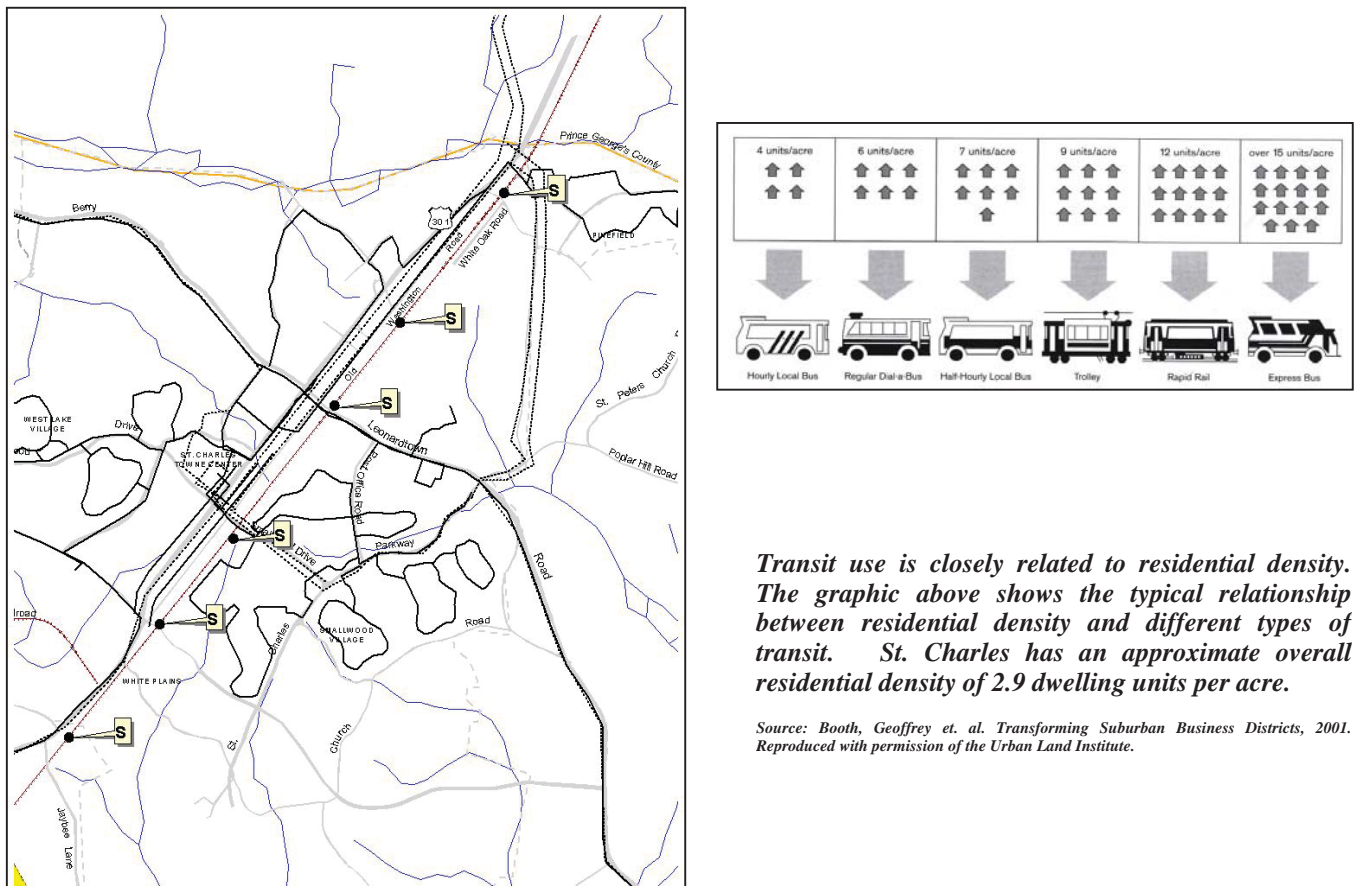 Prince George's County
S
Berry
301
PINEFIELD
White Oak Road
Road
Washington
S
Old
S
St. Peters Church
WESTLAKE
VILLAGE
Drive
Leonardtown
ST. CHARLES
TOWNE CENTER
Post Office Road
Poplar Hill Road
S
Drive
Parkway
Road
lroad
S
SMALLWOOD
VILLAGE
Charles
Road
WHITE PLAINS
S
St.
Church
Jaybee
Lane
4 units/acre
6 units/acre
7 units/acre
9 units/acre
12 units/acre
over 15 units/acre
Hourly Local Bus
Regular Dial-a-Bus
Half-Hourly Local Bus
Trolley
Rapid Rail
Express Bus
Transit use is closely related to residential density.
The graphic above shows the typical relationship
between residential density and different types of
transit. St. Charles has an approximate overall
residential density of 2.9 dwelling units per acre.
Source: Booth, Geoffrey et. al. Transforming Suburban Business Districts, 2001.
Reproduced with permission of the Urban Land Institute.